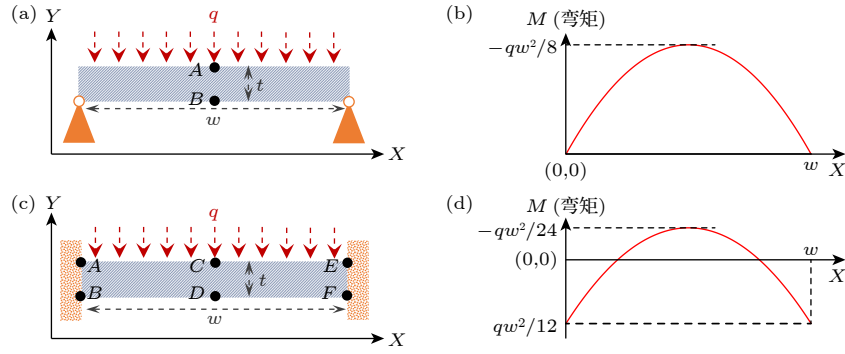 (a)
Y
q
A
B
t
w
X
(b)
M (弯矩)
−qw²/8
(0,0)
w
X
(c)
Y
q
A
C
E
B
D
F
t
w
X
(d)
M (弯矩)
−qw²/24
(0,0)
w
qw²/12
X